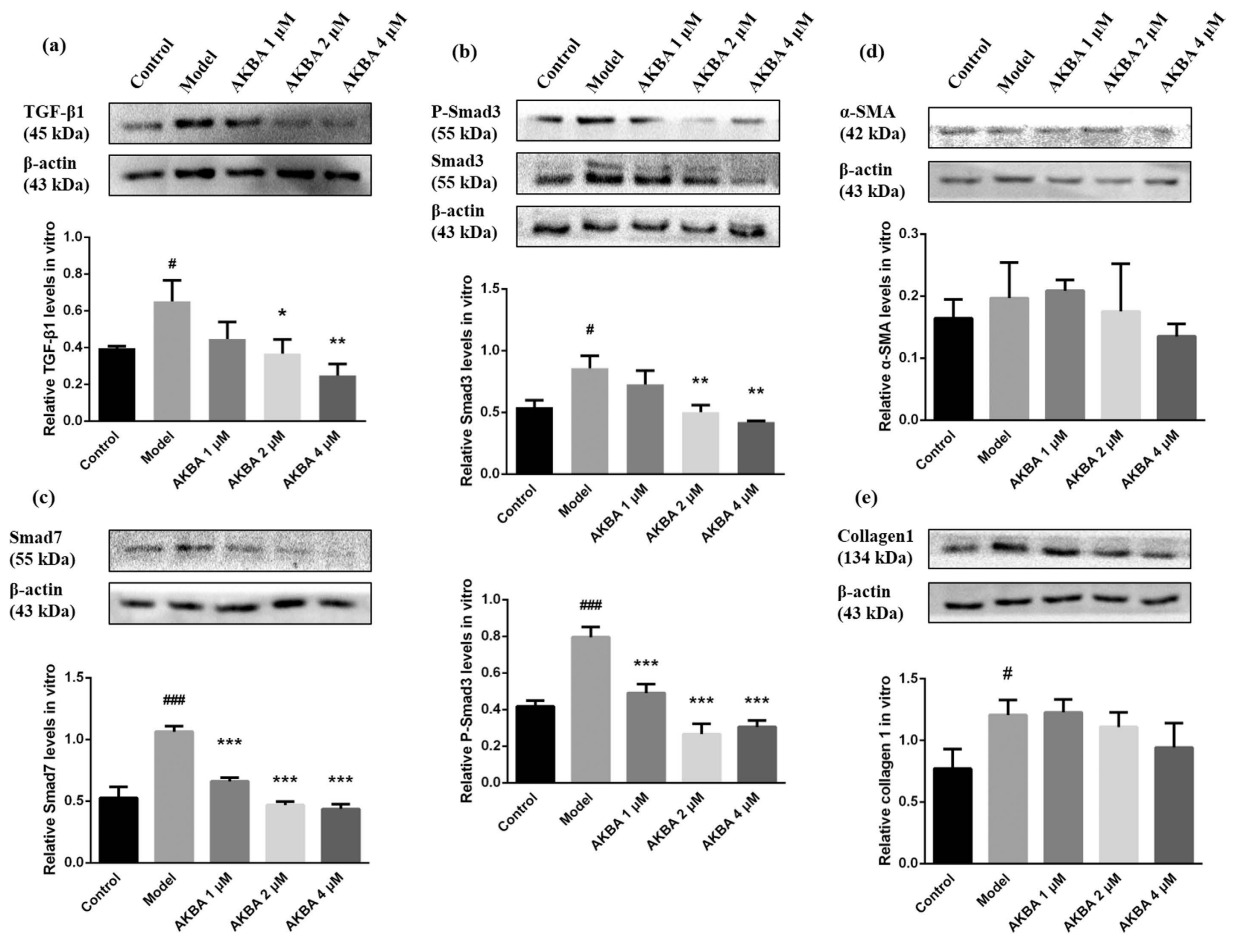 (a)
Control
Model
AKBA 1 μM
AKBA 2 μM
AKBA 4 μM
TGF-β1
(45 kDa)
β-actin
(43 kDa)
Relative TGF-β1 levels in vitro
1.0
0.8
0.6
0.4
0.2
0.0
#
*
**
Control
Model
AKBA 1 μM
AKBA 2 μM
AKBA 4 μM
(b)
Control
Model
AKBA 1 μM
AKBA 2 μM
AKBA 4 μM
P-Smad3
(55 kDa)
Smad3
(55 kDa)
β-actin
(43 kDa)
Relative Smad3 levels in vitro
1.5
1.0
0.5
0.0
#
**
**
Control
Model
AKBA 1 μM
AKBA 2 μM
AKBA 4 μM
Relative P-Smad3 levels in vitro
1.0
0.8
0.6
0.4
0.2
0.0
###
***
***
***
Control
Model
AKBA 1 μM
AKBA 2 μM
AKBA 4 μM
(c)
Smad7
(55 kDa)
β-actin
(43 kDa)
Relative Smad7 levels in vitro
1.5
1.0
0.5
0.0
###
***
***
***
Control
Model
AKBA 1 μM
AKBA 2 μM
AKBA 4 μM
(d)
Control
Model
AKBA 1 μM
AKBA 2 μM
AKBA 4 μM
α-SMA
(42 kDa)
β-actin
(43 kDa)
Relative α-SMA levels in vitro
0.3
0.2
0.1
0.0
Control
Model
AKBA 1 μM
AKBA 2 μM
AKBA 4 μM
(e)
Collagen1
(134 kDa)
β-actin
(43 kDa)
Relative collagen 1 in vitro
1.5
1.0
0.5
0.0
#
Control
Model
AKBA 1 μM
AKBA 2 μM
AKBA 4 μM